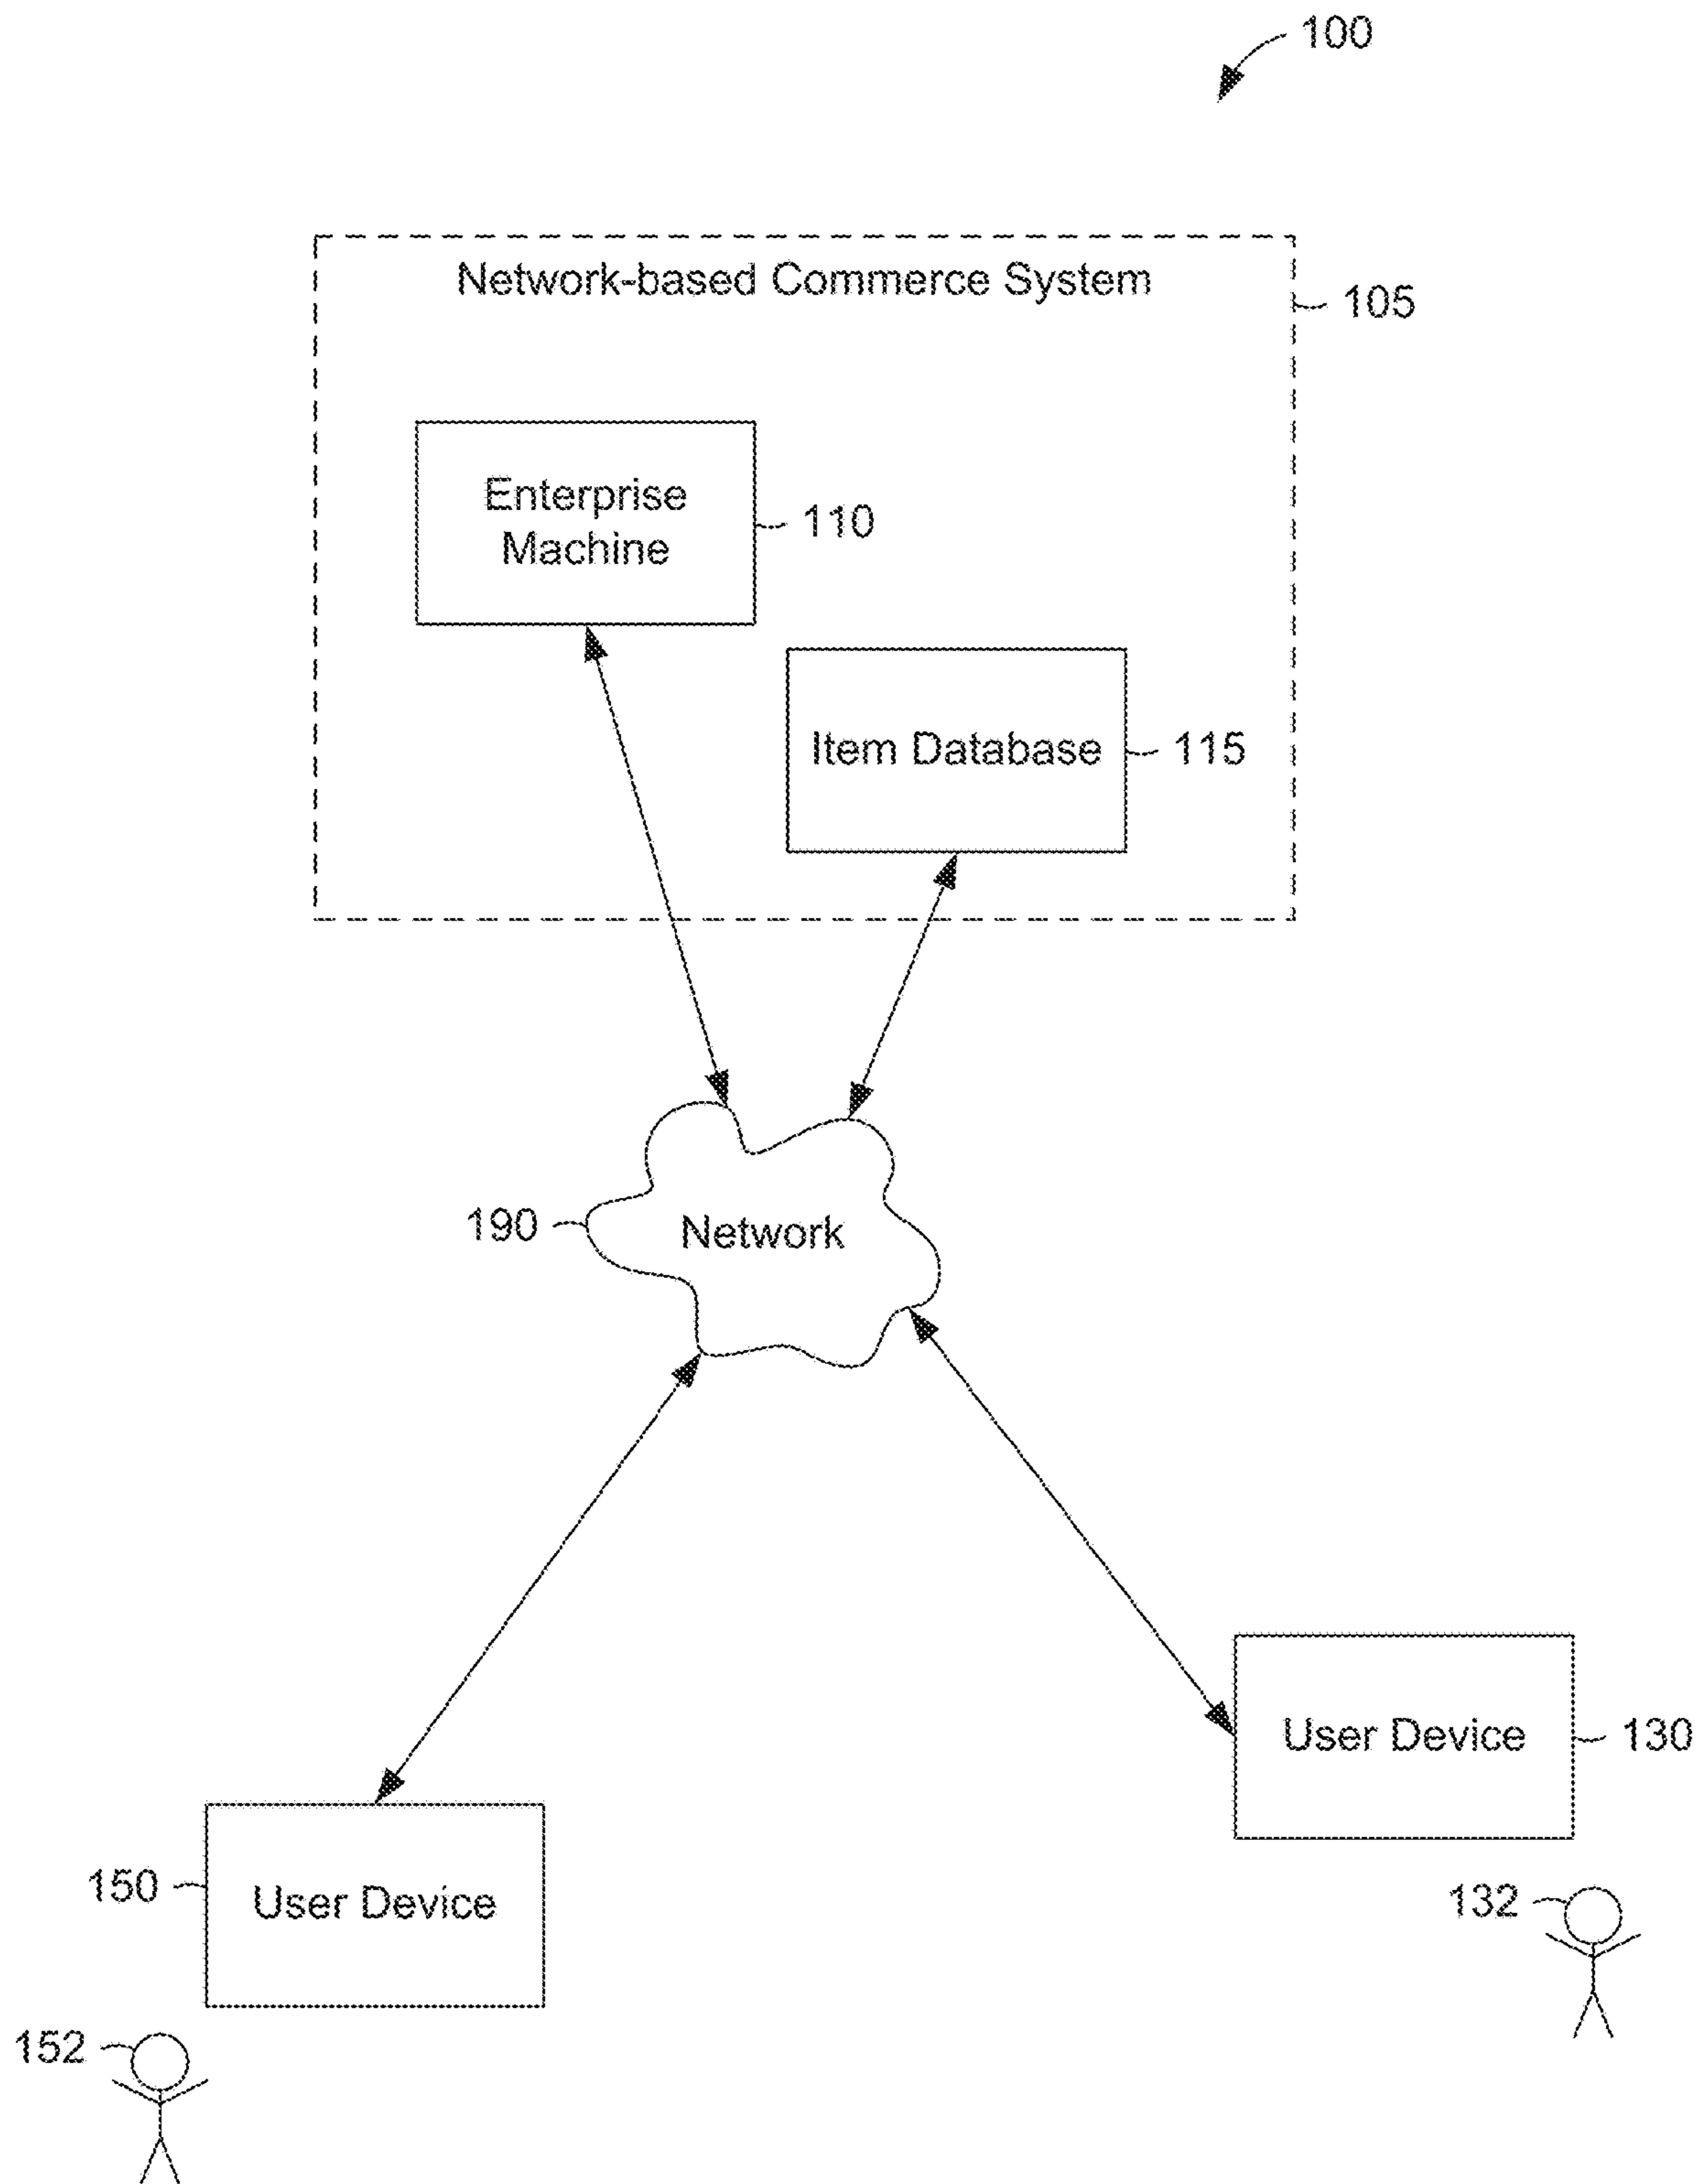 100
Network-based Commerce System
105
Enterprise
Machine
110
Item Database
115
190
Network
User Device
130
150
User Device
132
152